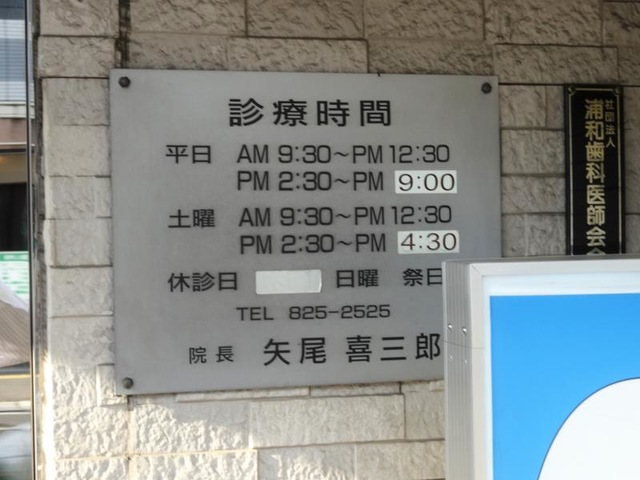 診療時間
平日 AM 9:30～PM 12:30
PM 2:30～PM 9:00
土曜 AM 9:30～PM 12:30
PM 2:30～PM 4:30
休診日 日曜 祭日
TEL 825-2525
院長 矢尾 喜三郎
社団法人
浦和歯科医師会会